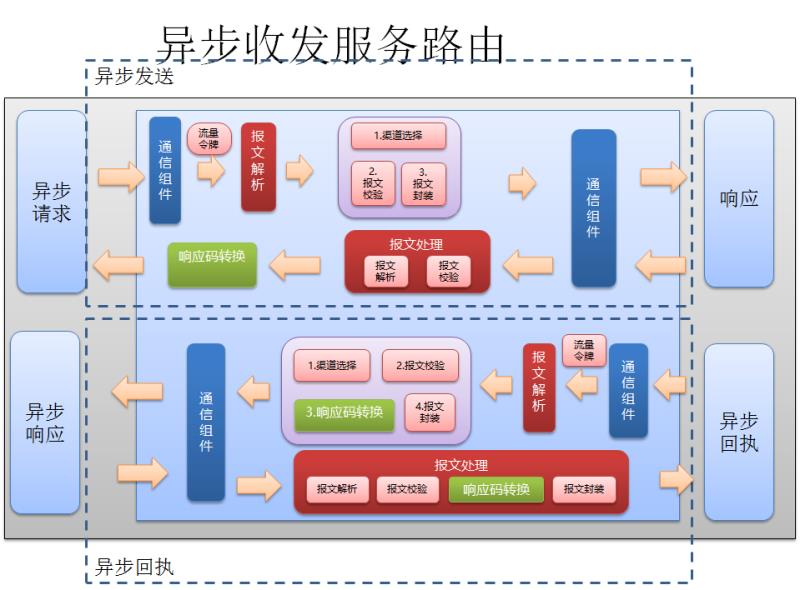 异步收发服务路由
异步发送
异步
请求
通
信
组
件
流量
令牌
报
文
解
析
1.渠道选择
2.
报文
校验
3.
报文
封装
通
信
组
件
响应
响应码转换
报文处理
报文
解析
报文
校验
异步
响应
通
信
组
件
1.渠道选择
2.报文校验
3.响应码转换
4.报文
封装
报
文
解
析
流量
令牌
通
信
组
件
异步
回执
报文处理
报文解析
报文校验
响应码转换
报文封装
异步回执